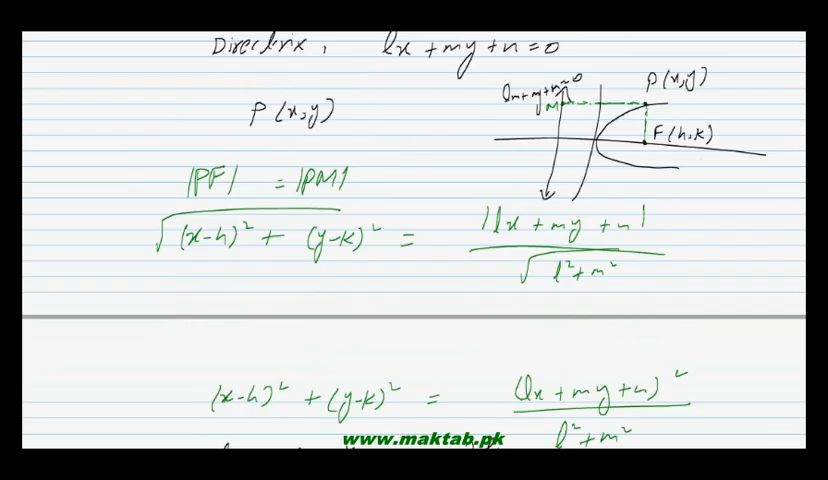 Directrix, lx + my + n = 0
lm + my + n = 0
P(x,y)
M
P(x,y)
F(h,k)
|PF| = |PM|
√(x-h)² + (y-k)² = |lx + my + n| / √l² + m²
(x-h)² + (y-k)² = (lx + my + n)² / l² + m²
www.maktab.pk